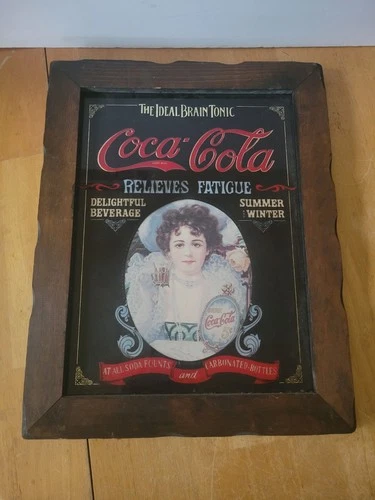 THE IDEAL BRAIN TONIC
Coca-Cola
RELIEVES FATIGUE
DELIGHTFUL
BEVERAGE
SUMMER
WINTER
Coca-Cola
5¢
AT ALL SODA FOUNTS and CARBONATED-BOTTLES